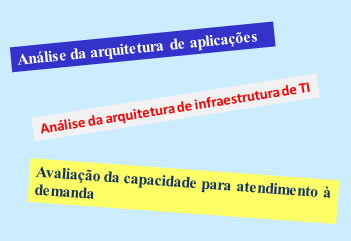 Análise da arquitetura de aplicações
Análise da arquitetura de infraestrutura de TI
Avaliação da capacidade para atendimento à
demanda